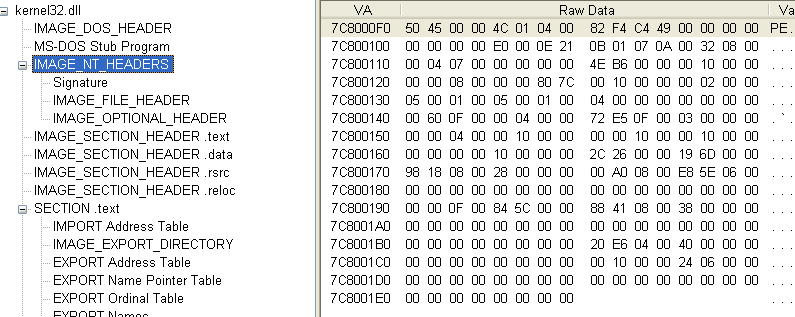 kernel32.dll
IMAGE_DOS_HEADER
MS-DOS Stub Program
IMAGE_NT_HEADERS
Signature
IMAGE_FILE_HEADER
IMAGE_OPTIONAL_HEADER
IMAGE_SECTION_HEADER .text
IMAGE_SECTION_HEADER .data
IMAGE_SECTION_HEADER .rsrc
IMAGE_SECTION_HEADER .reloc
SECTION .text
IMPORT Address Table
IMAGE_EXPORT_DIRECTORY
EXPORT Address Table
EXPORT Name Pointer Table
EXPORT Ordinal Table
EXPORT Names
VA Raw Data Va
7C8000F0 50 45 00 00 4C 01 04 00 82 F4 C4 49 00 00 00 00 PE.
7C800100 00 00 00 00 E0 00 0E 21 0B 01 07 0A 00 32 08 00 . . .
7C800110 00 04 07 00 00 00 00 00 4E B6 00 00 00 10 00 00 . . .
7C800120 00 00 08 00 00 00 80 7C 00 10 00 00 00 02 00 00 . . .
7C800130 05 00 01 00 05 00 01 00 04 00 00 00 00 00 00 00 . . .
7C800140 00 60 0F 00 00 04 00 00 72 E5 0F 00 03 00 00 00 . ` .
7C800150 00 00 04 00 00 10 00 00 00 00 10 00 00 10 00 00 . . .
7C800160 00 00 00 00 10 00 00 00 2C 26 00 00 19 6D 00 00 . . .
7C800170 98 18 08 00 28 00 00 00 00 A0 08 00 E8 5E 06 00 . . .
7C800180 00 00 00 00 00 00 00 00 00 00 00 00 00 00 00 00 . . .
7C800190 00 00 0F 00 84 5C 00 00 88 41 08 00 38 00 00 00 . . .
7C8001A0 00 00 00 00 00 00 00 00 00 00 00 00 00 00 00 00 . . .
7C8001B0 00 00 00 00 00 00 00 00 20 E6 04 00 40 00 00 00 . . .
7C8001C0 00 00 00 00 00 00 00 00 00 10 00 00 24 06 00 00 . . .
7C8001D0 00 00 00 00 00 00 00 00 00 00 00 00 00 00 00 00 . . .
7C8001E0 00 00 00 00 00 00 00 00 . . .